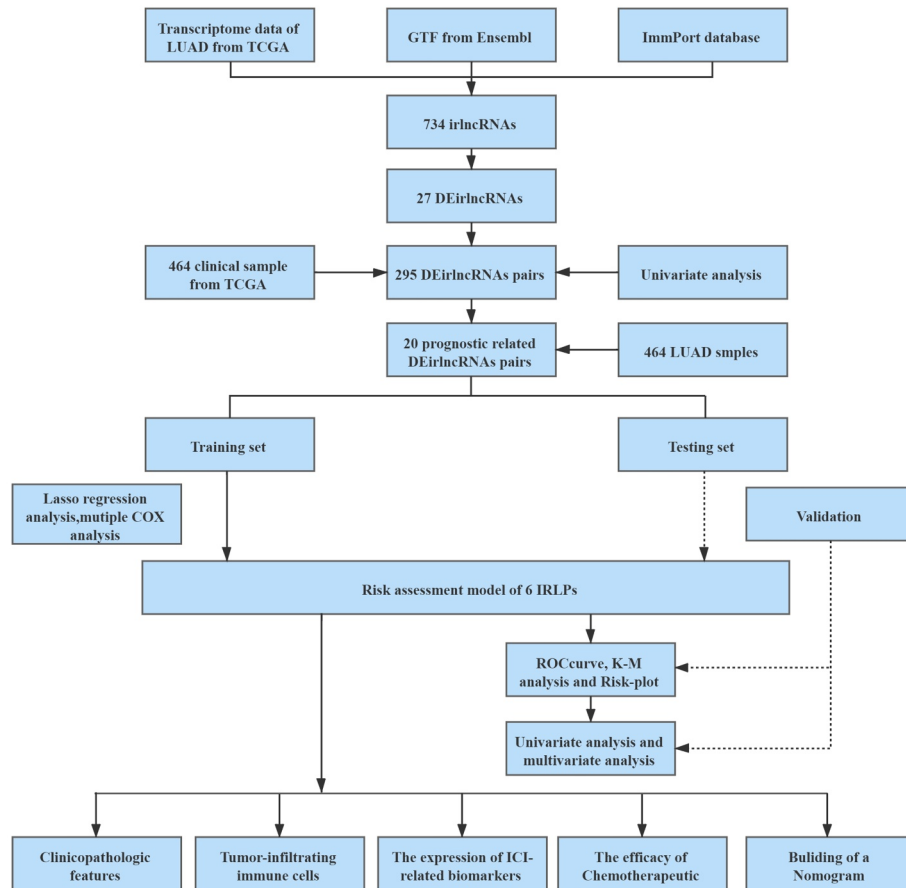 Transcriptome data of
LUAD from TCGA
GTF from Ensembl
ImmPort database
734 irlncRNAs
27 DEirlncRNAs
464 clinical sample
from TCGA
295 DEirlncRNAs pairs
Univariate analysis
20 prognostic related
DEirlncRNAs pairs
464 LUAD smples
Training set
Testing set
Lasso regression
analysis,mutiple COX
analysis
Validation
Risk assessment model of 6 IRLPs
ROCcurve, K-M
analysis and Risk-plot
Univariate analysis and
multivariate analysis
Clinicopathologic
features
Tumor-infiltrating
immune cells
The expression of ICI-
related biomarkers
The efficacy of
Chemotherapeutic
Buliding of a
Nomogram